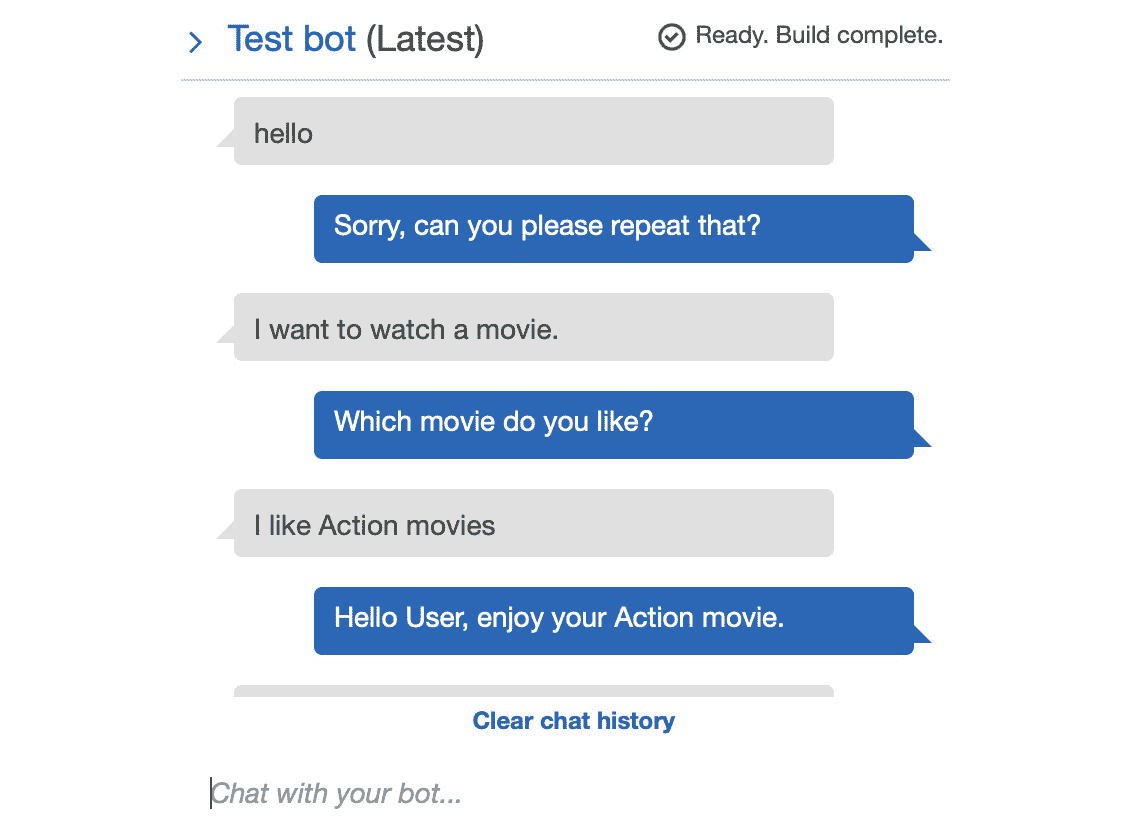 Test bot (Latest)
Ready. Build complete.
hello
Sorry, can you please repeat that?
I want to watch a movie.
Which movie do you like?
I like Action movies
Hello User, enjoy your Action movie.
Clear chat history
Chat with your bot...